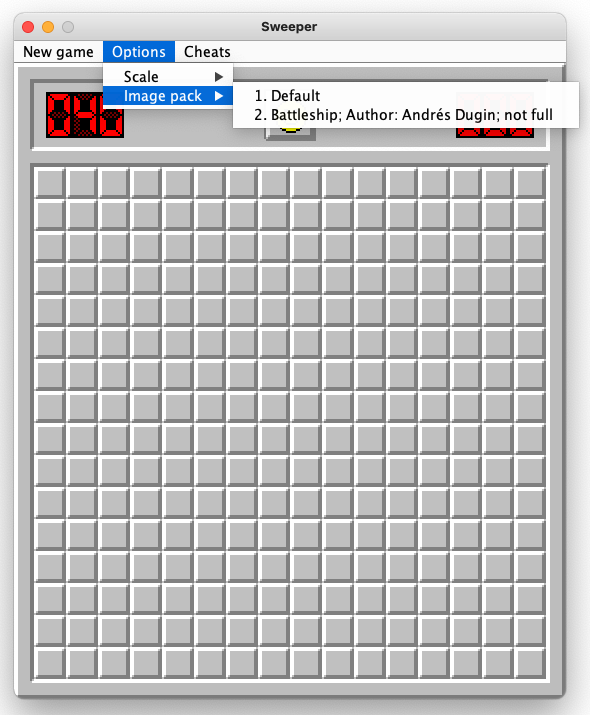 Sweeper
New game Options Cheats
Scale
Image pack
1. Default
2. Battleship; Author: Andrés Dugin; not full